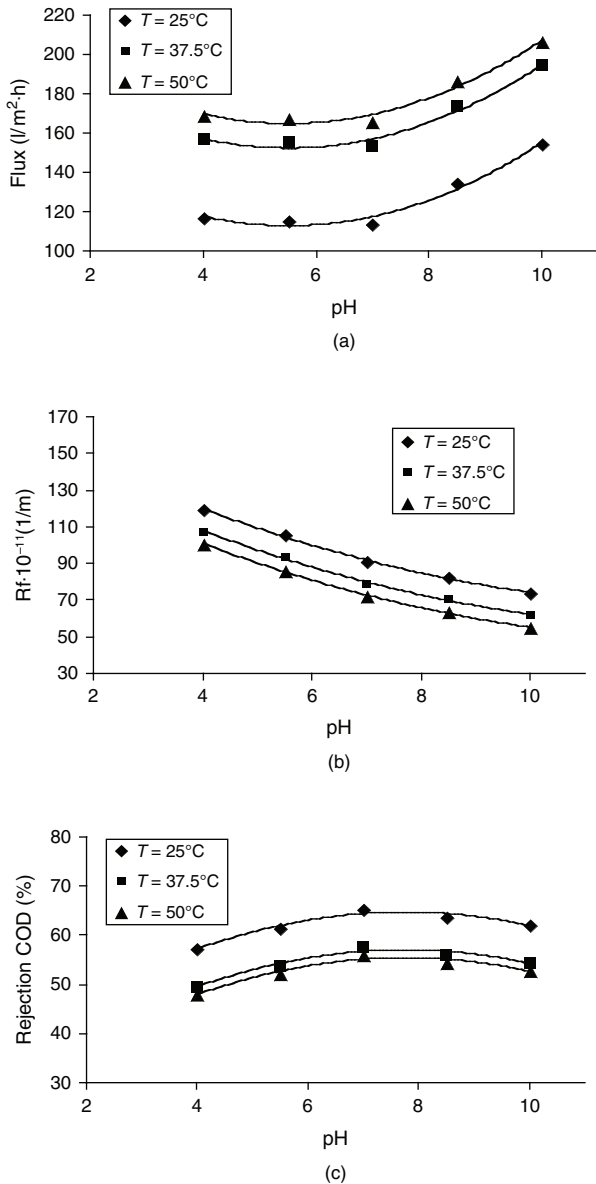 T = 25°C
T = 37.5°C
T = 50°C
220
200
180
160
140
120
100
Flux (l/m²·h)
2 4 6 8 10
pH
(a)
170
150
130
110
90
70
50
30
Rf·10⁻¹¹(1/m)
T = 25°C
T = 37.5°C
T = 50°C
2 4 6 8 10
pH
(b)
80
70
60
50
40
30
Rejection COD (%)
T = 25°C
T = 37.5°C
T = 50°C
2 4 6 8 10
pH
(c)